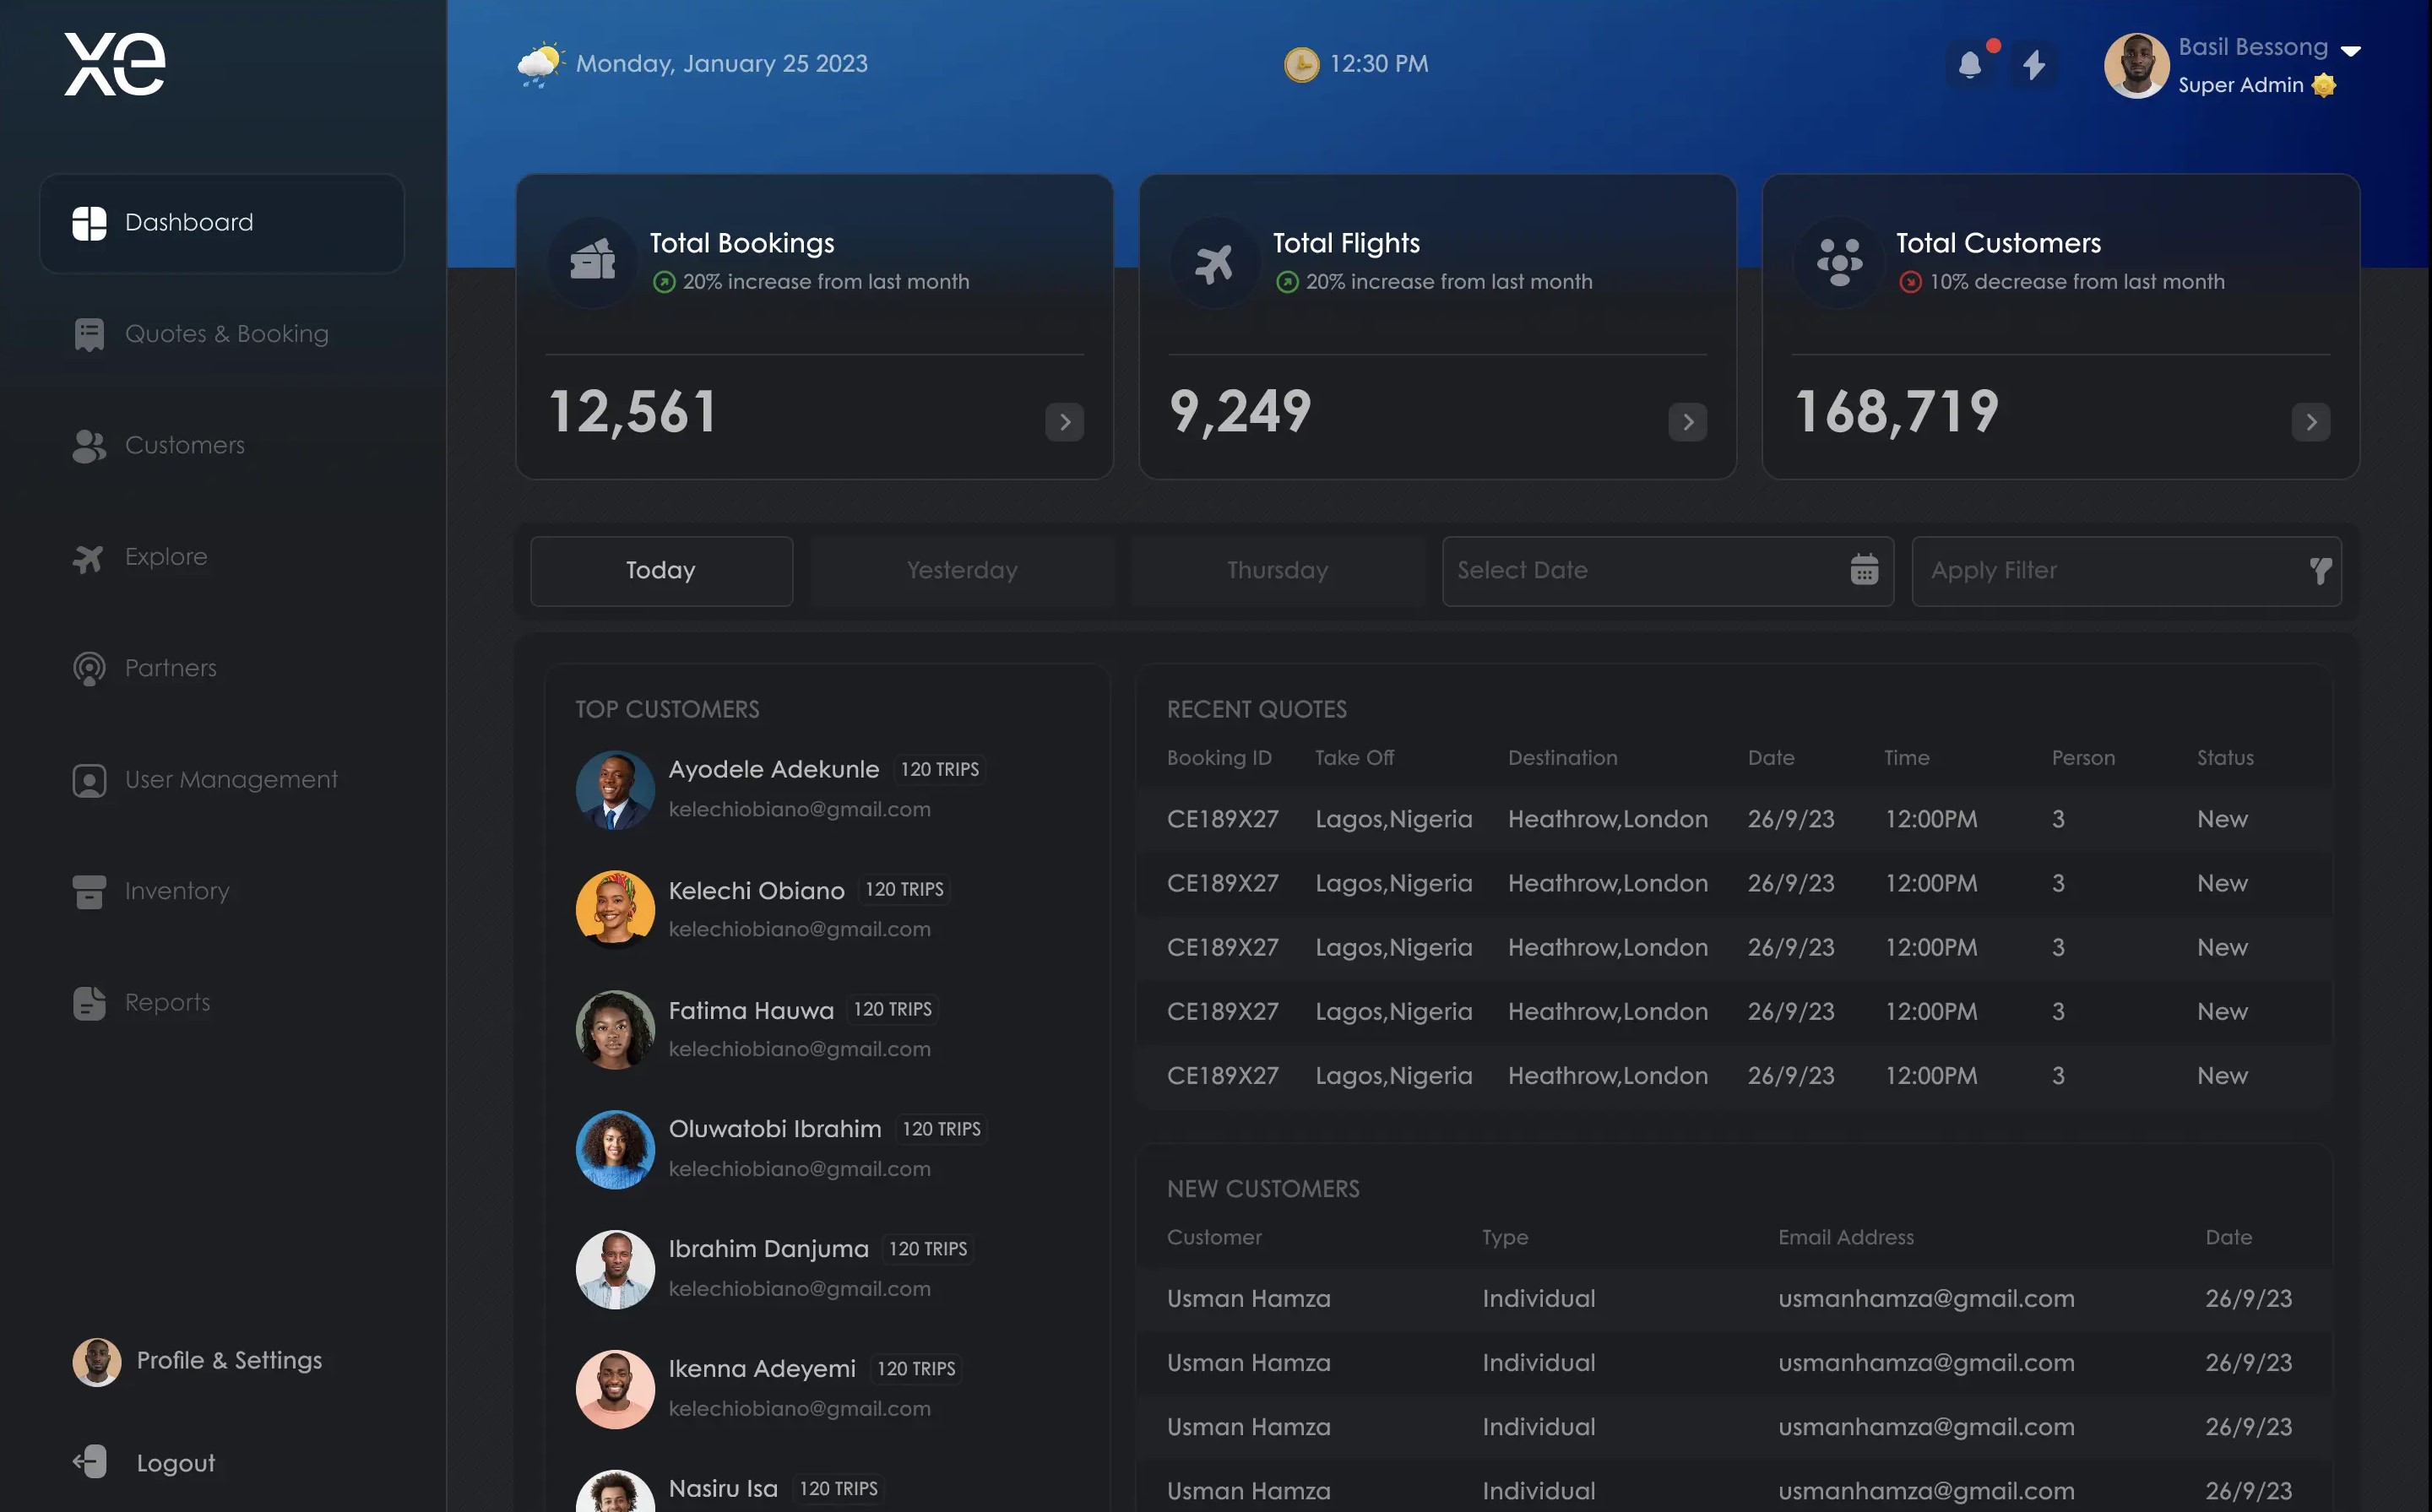 xe
Monday, January 25 2023
12:30 PM
Basil Bessong
Super Admin
Dashboard
Quotes & Booking
Customers
Explore
Partners
User Management
Inventory
Reports
Profile & Settings
Logout
Total Bookings
20% increase from last month
12,561
Total Flights
20% increase from last month
9,249
Total Customers
10% decrease from last month
168,719
Today Yesterday Thursday Select Date Apply Filter
TOP CUSTOMERS
Ayodele Adekunle 120 TRIPS
kelechiobiano@gmail.com
Kelechi Obiano 120 TRIPS
kelechiobiano@gmail.com
Fatima Hauwa 120 TRIPS
kelechiobiano@gmail.com
Oluwatobi Ibrahim 120 TRIPS
kelechiobiano@gmail.com
Ibrahim Danjuma 120 TRIPS
kelechiobiano@gmail.com
Ikenna Adeyemi 120 TRIPS
kelechiobiano@gmail.com
Nasiru Isa 120 TRIPS
RECENT QUOTES
Booking ID Take Off Destination Date Time Person Status
CE189X27 Lagos,Nigeria Heathrow,London 26/9/23 12:00PM 3 New
CE189X27 Lagos,Nigeria Heathrow,London 26/9/23 12:00PM 3 New
CE189X27 Lagos,Nigeria Heathrow,London 26/9/23 12:00PM 3 New
CE189X27 Lagos,Nigeria Heathrow,London 26/9/23 12:00PM 3 New
CE189X27 Lagos,Nigeria Heathrow,London 26/9/23 12:00PM 3 New
NEW CUSTOMERS
Customer Type Email Address Date
Usman Hamza Individual usmanhamza@gmail.com 26/9/23
Usman Hamza Individual usmanhamza@gmail.com 26/9/23
Usman Hamza Individual usmanhamza@gmail.com 26/9/23
Usman Hamza Individual usmanhamza@gmail.com 26/9/23